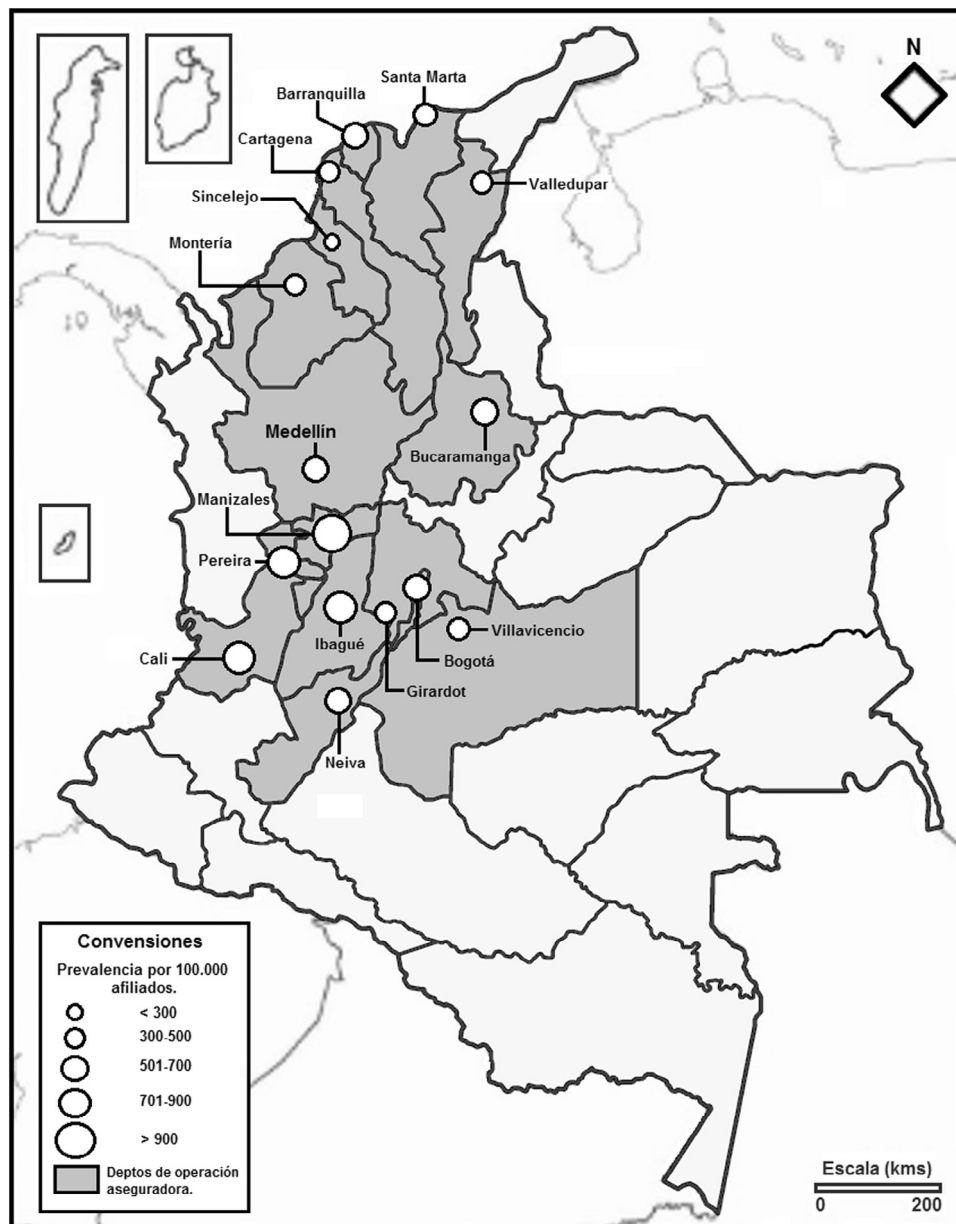 N
Santa Marta
Barranquilla
Cartagena
Valledupar
Sincelejo
Montería
Medellín
Bucaramanga
Manizales
Pereira
Villavicencio
Ibagué
Cali
Bogotá
Girardot
Neiva
Convensiones
Prevalencia por 100.000
afiliados.
< 300
300-500
501-700
701-900
> 900
Deptos de operación
aseguradora.
Escala (kms)
0 200